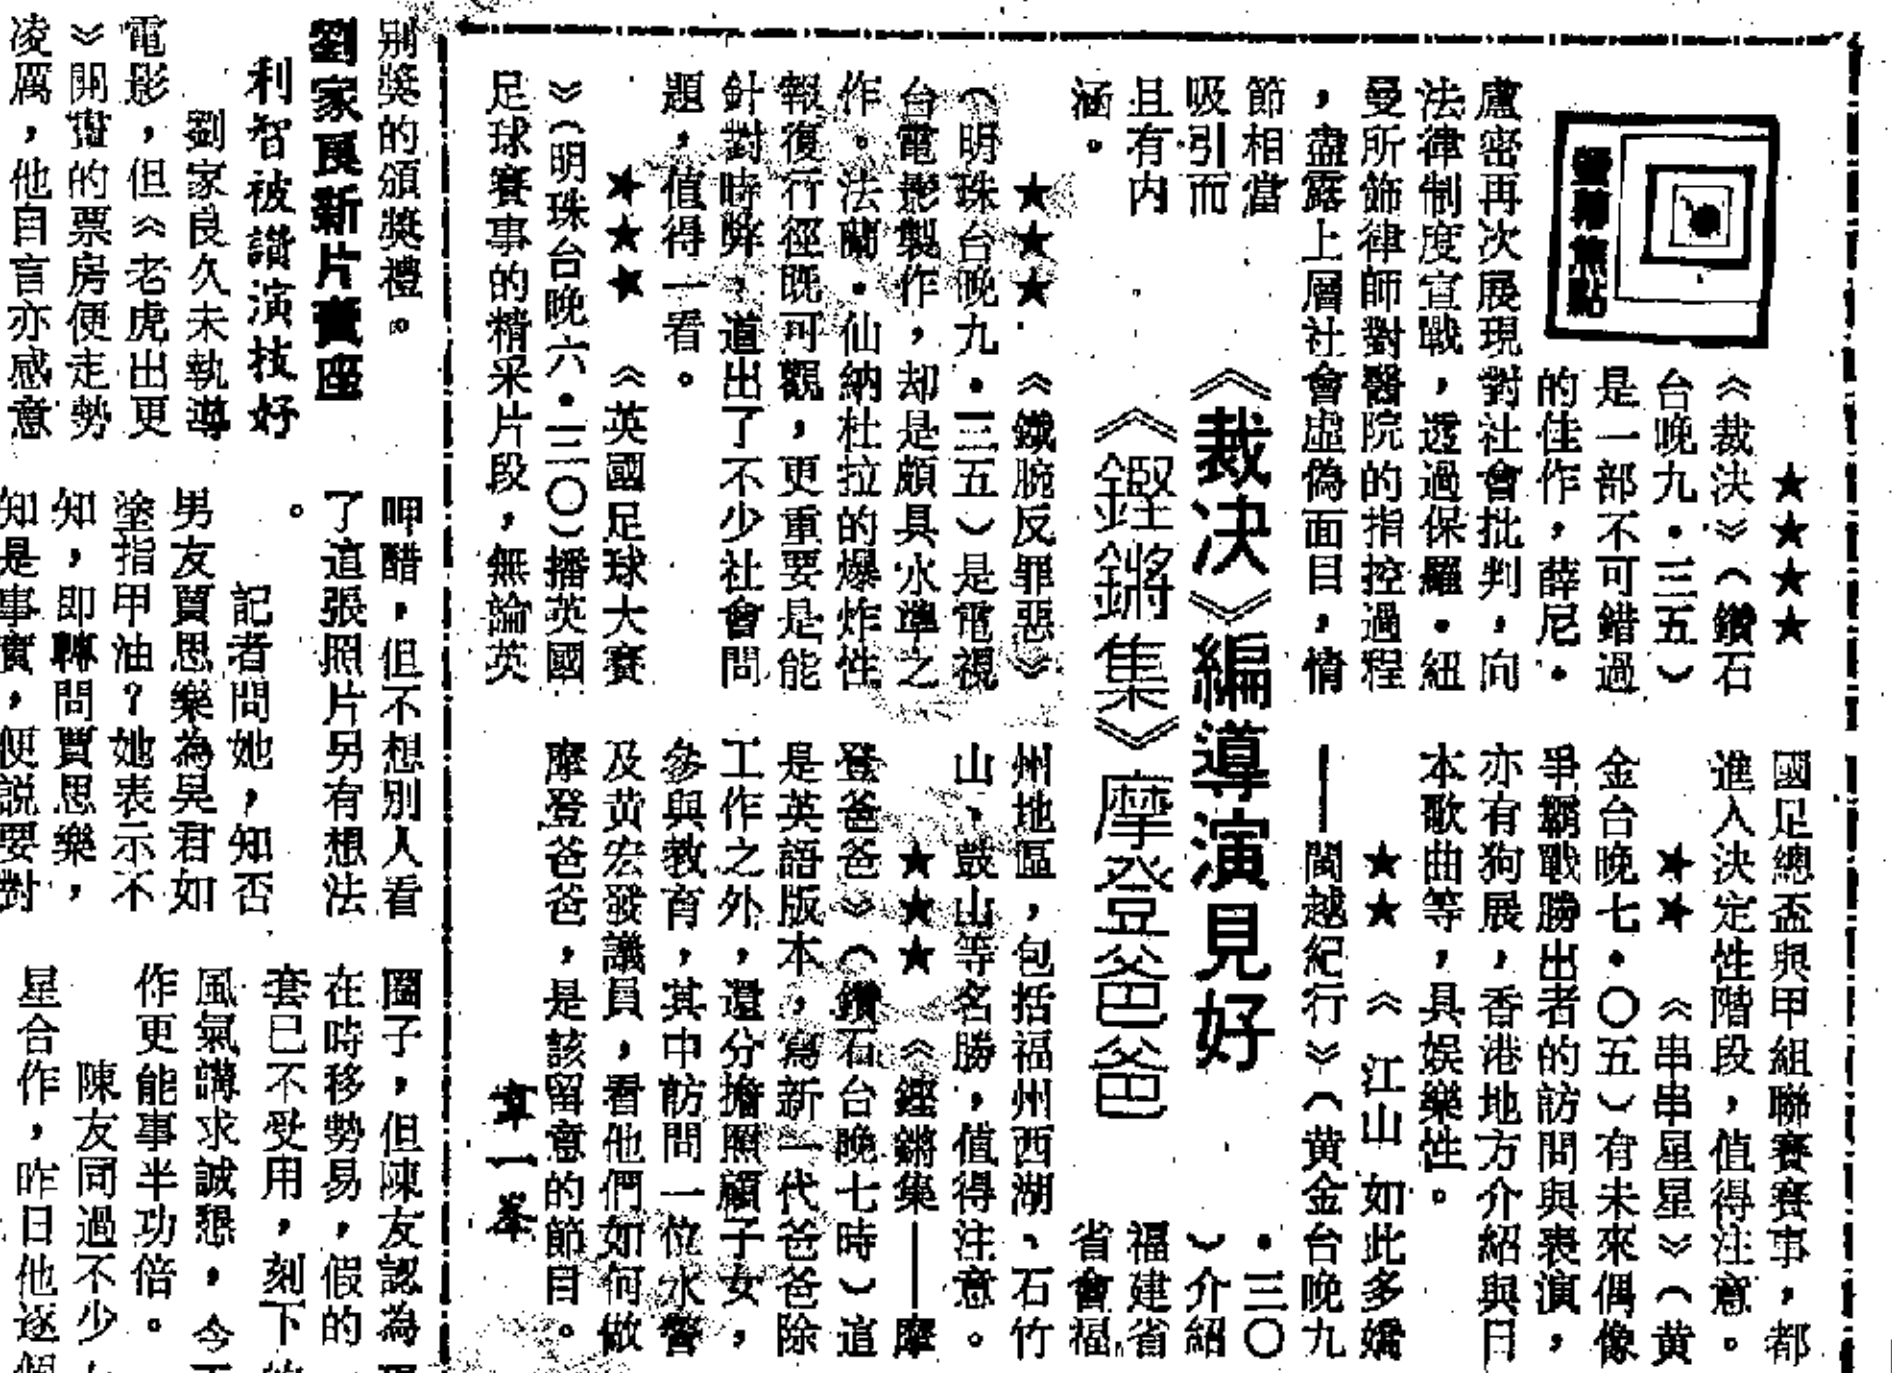 螢幕焦點
《裁決》編導演見好
《鏗鏘集》摩登爸爸
★★★★
《裁決》（鑽石
台晚九・三五）
是一部不可錯過
的佳作，薛尼・
盧密再次展現對社會批判，向
法律制度宣戰，透過保羅・紐
曼所飾律師對醫院的指控過程
，盡露上層社會虛偽面目，情
節相當
吸引而
且有內
涵。
★★★　《鐵腕反罪惡》
（明珠台晚九・三五）是電視
台電影製作，却是頗具水準之
作。法蘭・仙納杜拉的爆炸性
報復行徑既可觀，更重要是能
針對時弊，道出了不少社會問
題，值得一看。
★★★　《英國足球大賽
》（明珠台晚六・三〇）播英國
足球賽事的精采片段，無論英
國足總盃與甲組聯賽賽事，都
進入決定性階段，值得注意。
★★　《串串星星》（黃
金台晚七・〇五）有未來偶像
爭霸戰勝出者的訪問與表演，
亦有狗展，香港地方介紹與日
本歌曲等，具娛樂性。
★★　《江山如此多嬌
——閩越紀行》（黃金台晚九
・三〇
）介紹
福建省
省會福
州地區，包括福州西湖、石竹
山、鼓山等名勝，值得注意。
★★★　《鏗鏘集——摩
登爸爸》（鑽石台晚七時）這
是英語版本，寫新一代爸爸除
工作之外，還分擔照顧子女，
參與教育，其中訪問一位水警
及黃宏發議員，看他們如何做
摩登爸爸，是該留意的節目。
韋一峯
別獎的頒獎禮。
劉家良新片賣座
利智被讚演技好
劉家良久未執導
電影，但《老虎出更
》開畫的票房便走勢
凌厲，他自言亦感意
呷醋，但不想別人看
了這張照片另有想法
。
記者問她，知否
男友賈思樂為吳君如
塗指甲油？她表示不
知，即轉問賈思樂，
知是事實，便說要對
圈子，但陳友認為
在時移勢易，假的
套已不受用，刻下
風氣講求誠懇，今
作更能事半功倍。
陳友同過不少
星合作，昨日他逐